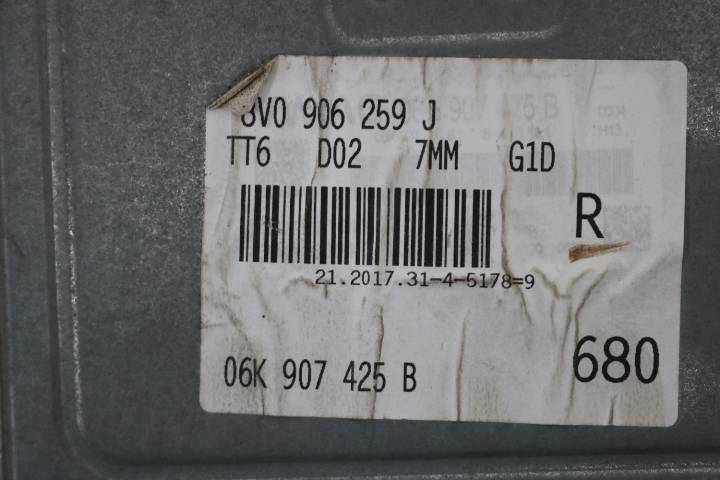 8V0 906 259 J
TT6 D02 7MM G1D
R
21.2017.31-4-5178=9
06K 907 425 B
680